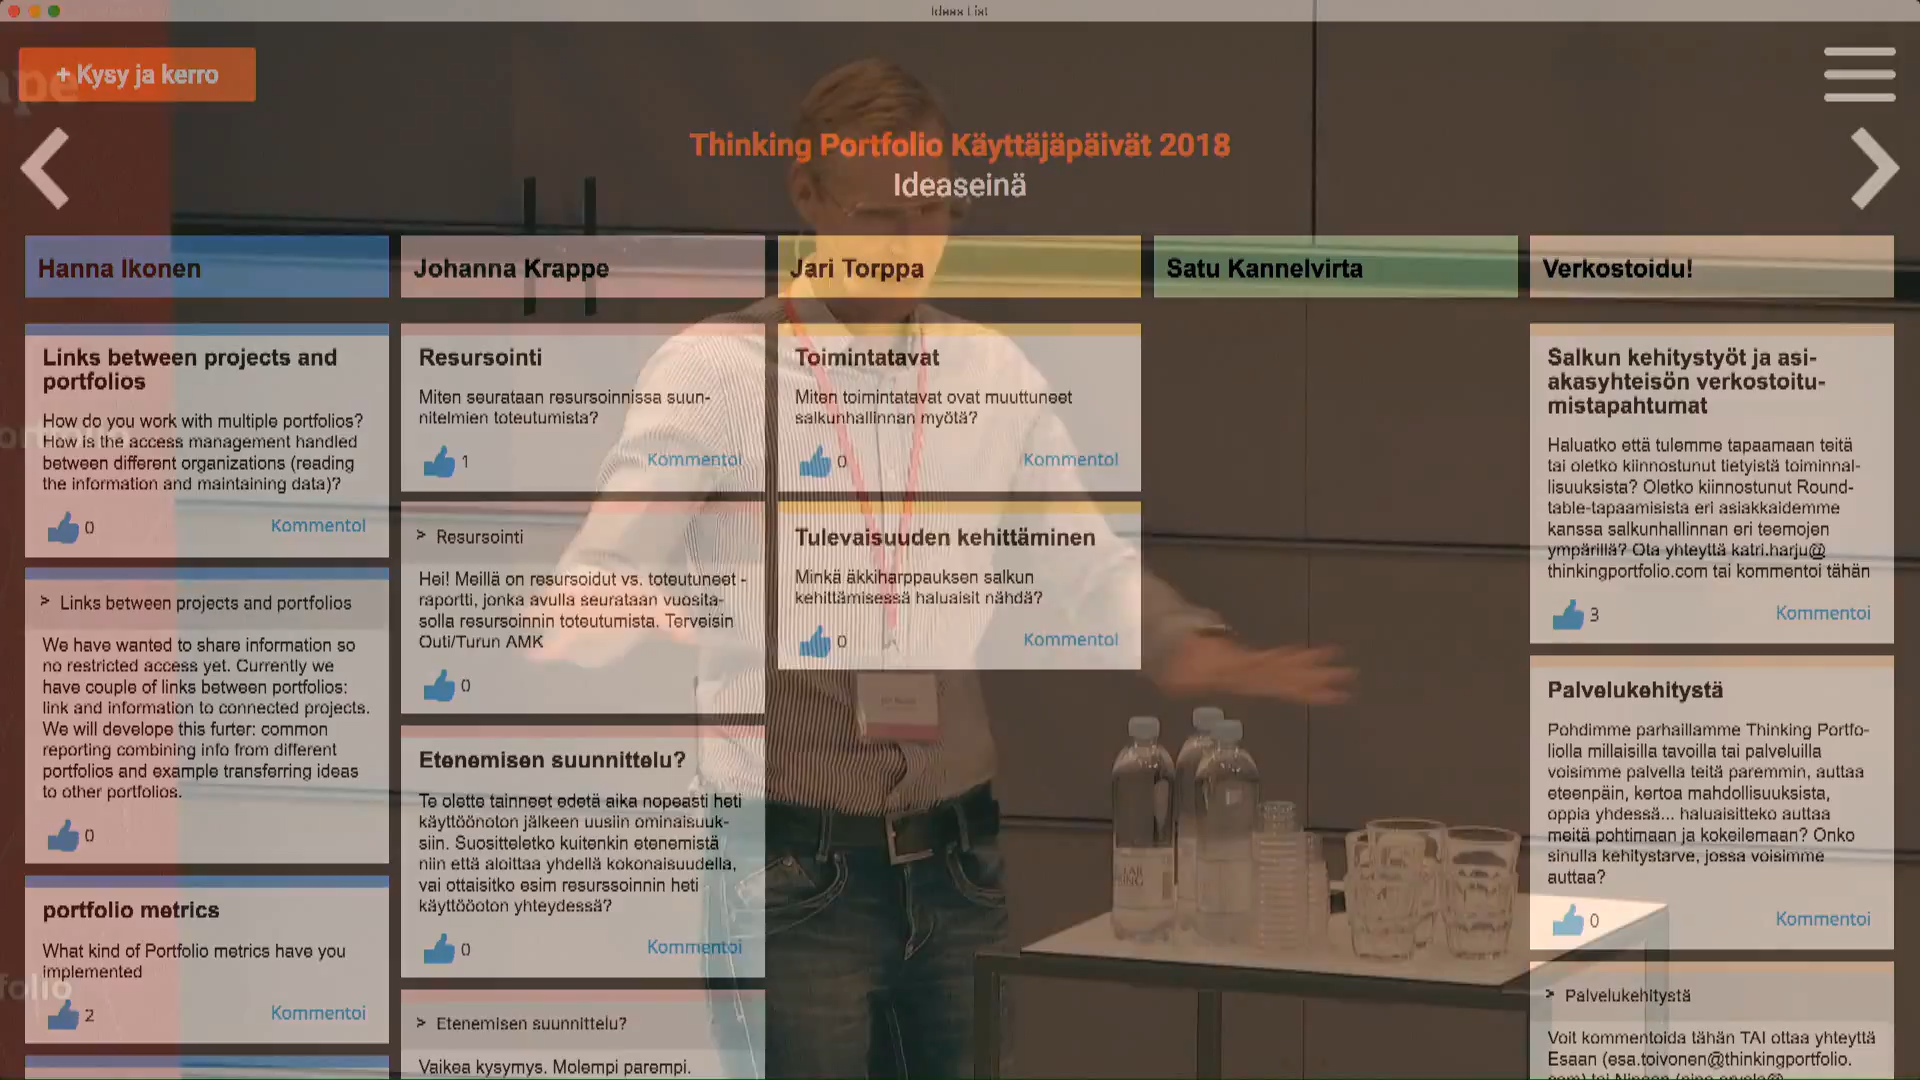 Ideas List
+ Kysy ja kerro
Thinking Portfolio Käyttäjäpäivät 2018
Ideaseinä
Hanna Ikonen
Links between projects and
portfolios
How do you work with multiple portfolios?
How is the access management handled
between different organizations (reading
the information and maintaining data)?
0
Kommentoi
> Links between projects and portfolios
We have wanted to share information so
no restricted access yet. Currently we
have couple of links between portfolios:
link and information to connected projects.
We will develope this furter: common
reporting combining info from different
portfolios and example transferring ideas
to other portfolios.
0
portfolio metrics
What kind of Portfolio metrics have you
implemented
2
Kommentoi
Johanna Krappe
Resursointi
Miten seurataan resursoinnissa suun-
nitelmien toteutumista?
1
Kommentoi
> Resursointi
Hei! Meillä on resursoidut vs. toteutuneet -
raportti, jonka avulla seurataan vuosita-
solla resursoinnin toteutumista. Terveisin
Outi/Turun AMK
0
Etenemisen suunnittelu?
Te olette tainneet edetä aika nopeasti heti
käyttöönoton jälkeen uusiin ominaisuuk-
siin. Suositteletko kuitenkin etenemistä
niin että aloittaa yhdellä kokonaisuudella,
vai ottaisitko esim resurssoinnin heti
käyttööoton yhteydessä?
0
Kommentoi
> Etenemisen suunnittelu?
Vaikea kysymys. Molempi parempi.
Jari Torppa
Toimintatavat
Miten toimintatavat ovat muuttuneet
salkunhallinnan myötä?
0
Kommentoi
Tulevaisuuden kehittäminen
Minkä äkkiharppauksen salkun
kehittämisessä haluaisit nähdä?
0
Kommentoi
Satu Kannelvirta
Verkostoidu!
Salkun kehitystyöt ja asi-
akasyhteisön verkostoitu-
mistapahtumat
Haluatko että tulemme tapaamaan teitä
tai oletko kiinnostunut tietyistä toiminnal-
lisuuksista? Oletko kiinnostunut Round-
table-tapaamisista eri asiakkaidemme
kanssa salkunhallinnan eri teemojen
ympärillä? Ota yhteyttä katri.harju@
thinkingportfolio.com tai kommentoi tähän
3
Kommentoi
Palvelukehitystä
Pohdimme parhaillamme Thinking Portfo-
liolla millaisilla tavoilla tai palveluilla
voisimme palvella teitä paremmin, auttaa
eteenpäin, kertoa mahdollisuuksista,
oppia yhdessä... haluaisitteko auttaa
meitä pohtimaan ja kokeilemaan? Onko
sinulla kehitystarve, jossa voisimme
auttaa?
0
Kommentoi
> Palvelukehitystä
Voit kommentoida tähän TAI ottaa yhteyttä
Esaan (esa.toivonen@thinkingportfolio.